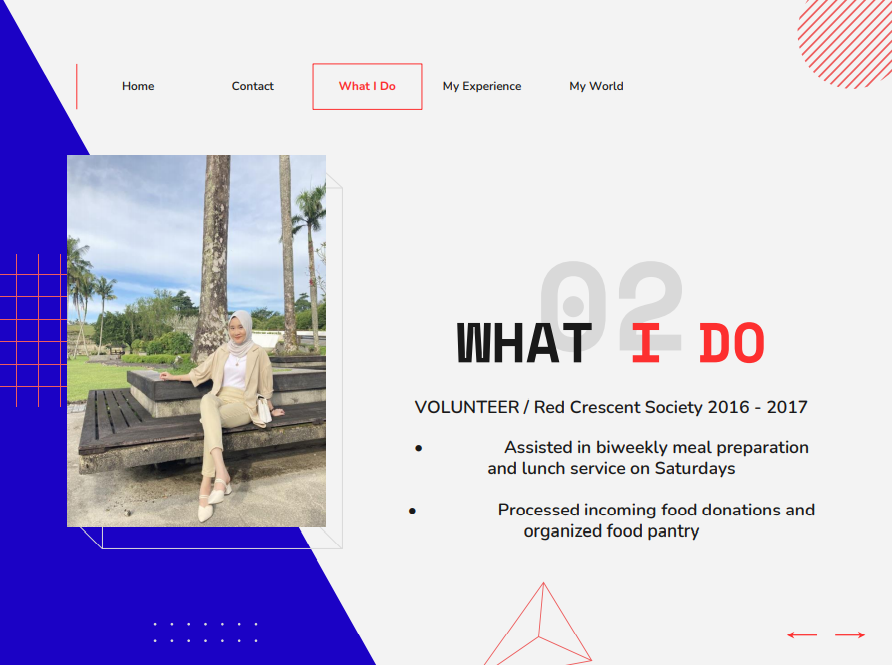 Home Contact What I Do My Experience My World
02
WHAT I DO
VOLUNTEER / Red Crescent Society 2016 - 2017
• Assisted in biweekly meal preparation
and lunch service on Saturdays
• Processed incoming food donations and
organized food pantry